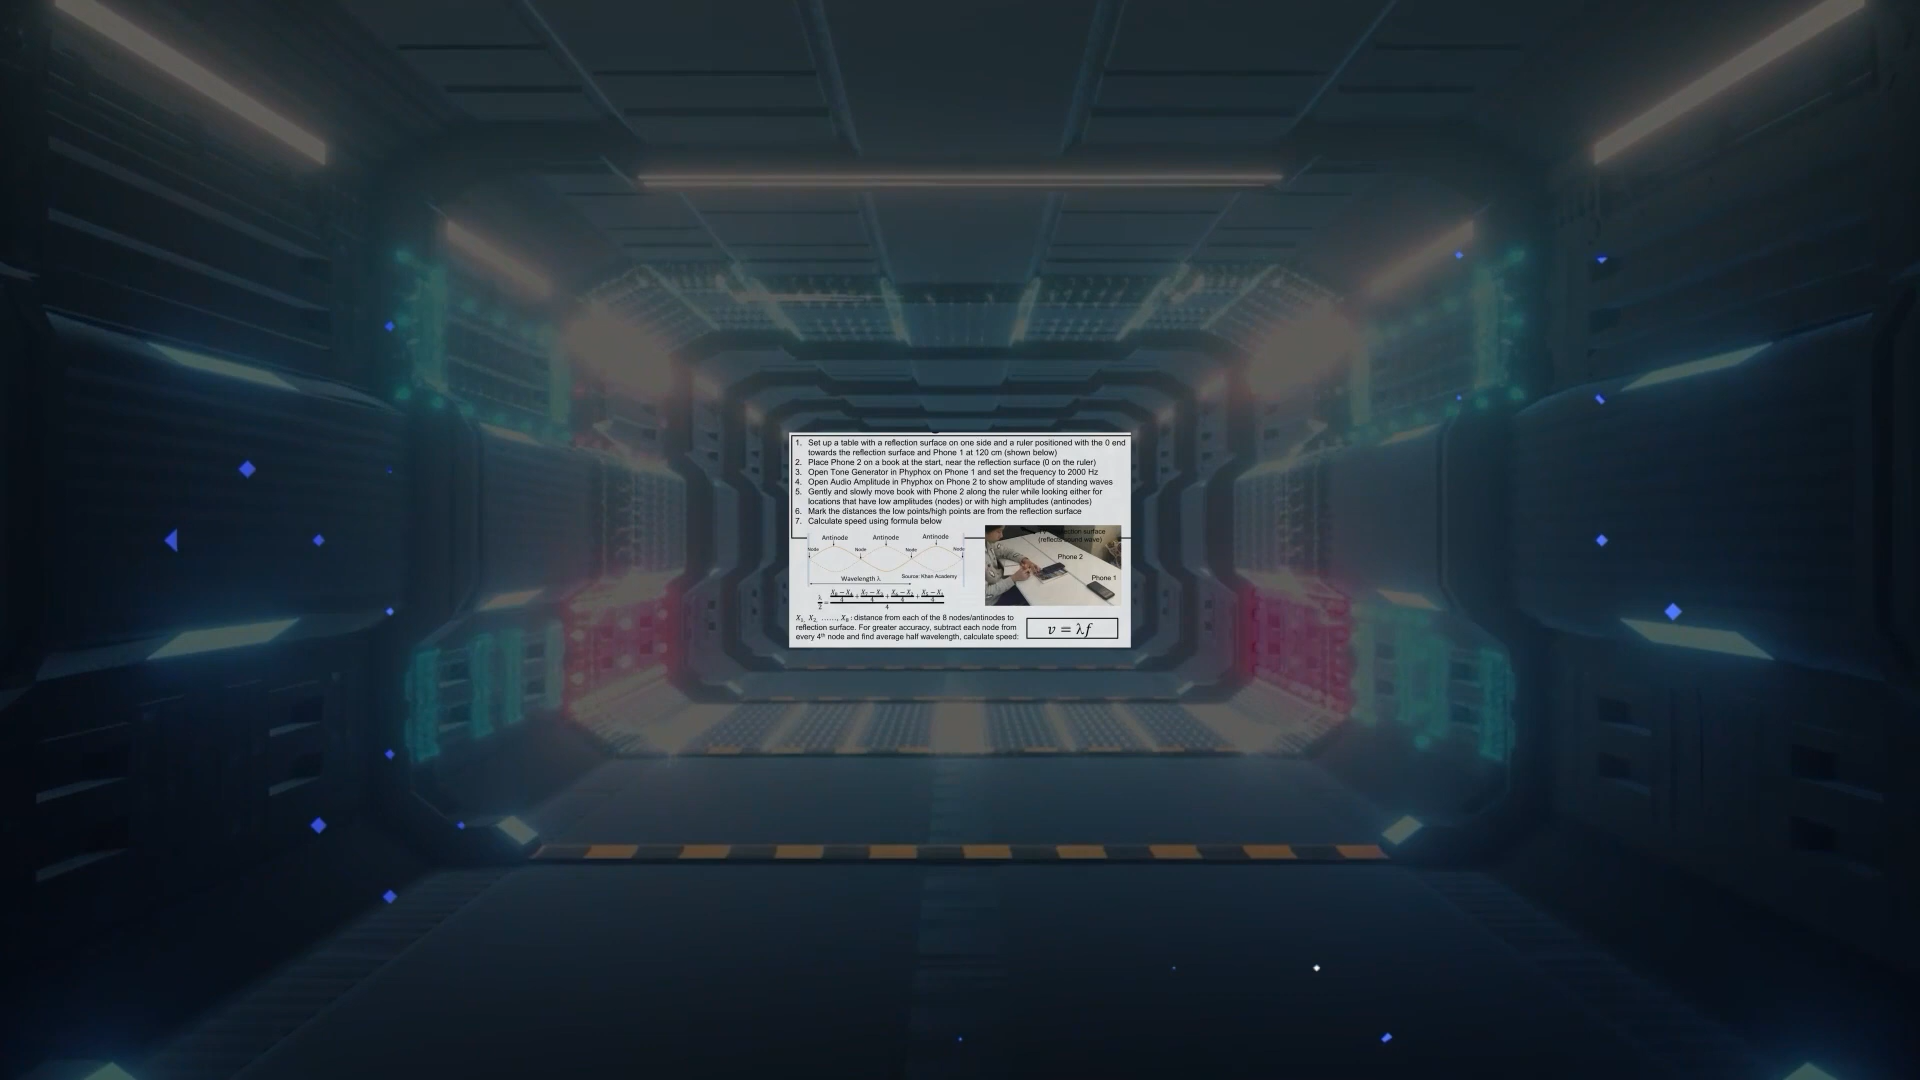 1. Set up a table with a reflection surface on one side and a ruler positioned with the 0 end
towards the reflection surface and Phone 1 at 120 cm (shown below)
2. Place Phone 2 on a book at the start, near the reflection surface (0 on the ruler)
3. Open Tone Generator in Phyphox on Phone 1 and set the frequency to 2000 Hz
4. Open Audio Amplitude in Phyphox on Phone 2 to show amplitude of standing waves
5. Gently and slowly move book with Phone 2 along the ruler while looking either for
locations that have low amplitudes (nodes) or with high amplitudes (antinodes)
6. Mark the distances the low points/high points are from the reflection surface
7. Calculate speed using formula below
Antinode Antinode Antinode
Node Node Node Node
Wavelength λ
Source: Khan Academy
surface
(reflects sound wave)
Phone 2
Phone 1
X₁, X₂, ......, X₈: distance from each of the 8 nodes/antinodes to
reflection surface. For greater accuracy, subtract each node from
every 4th node and find average half wavelength, calculate speed:
v = λf